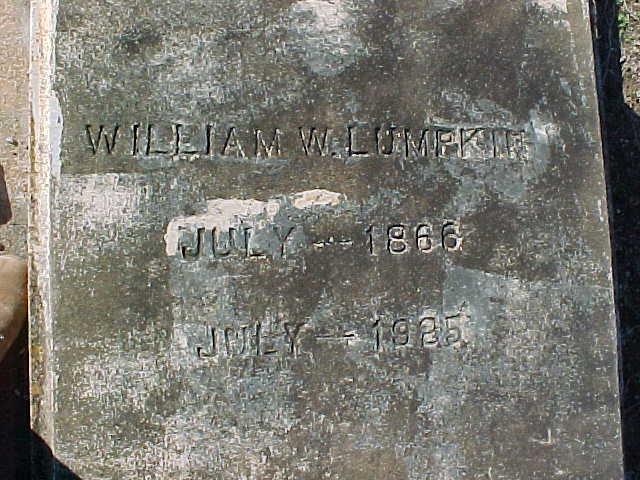 WILLIAM W. LUMPKIN
JULY — 1866
JULY — 1925